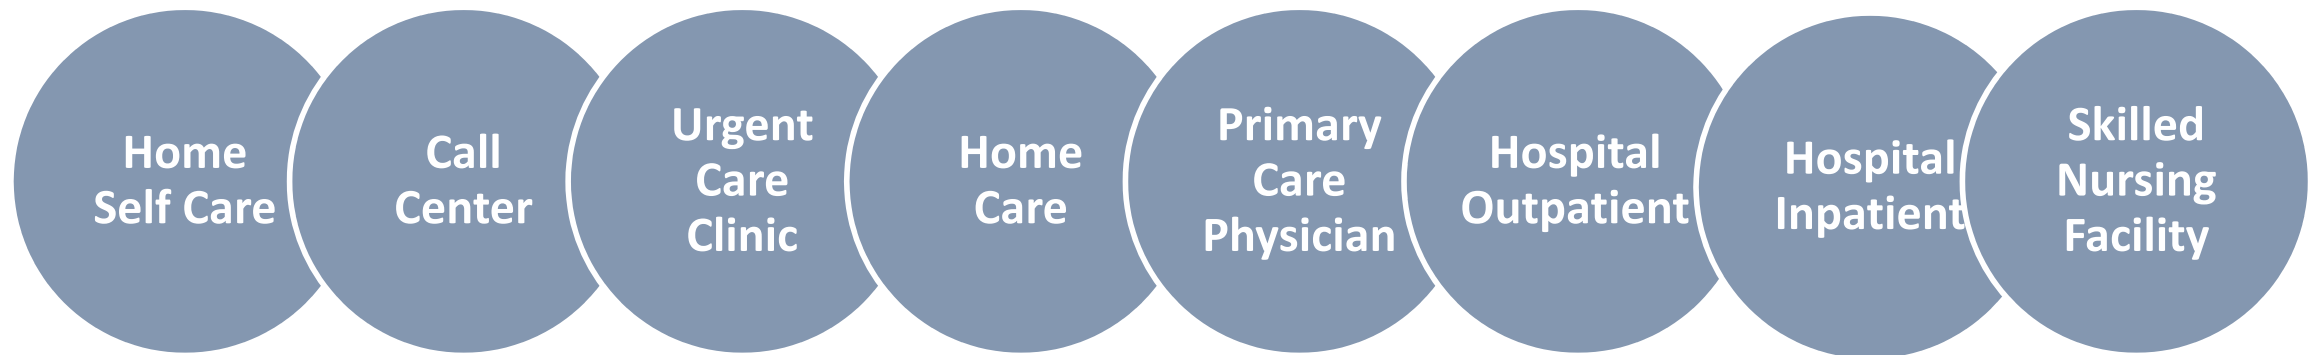 Home
Self Care
Call
Center
Urgent
Care
Clinic
Home
Care
Primary
Care
Physician
Hospital
Outpatient
Hospital
Inpatient
Skilled
Nursing
Facility